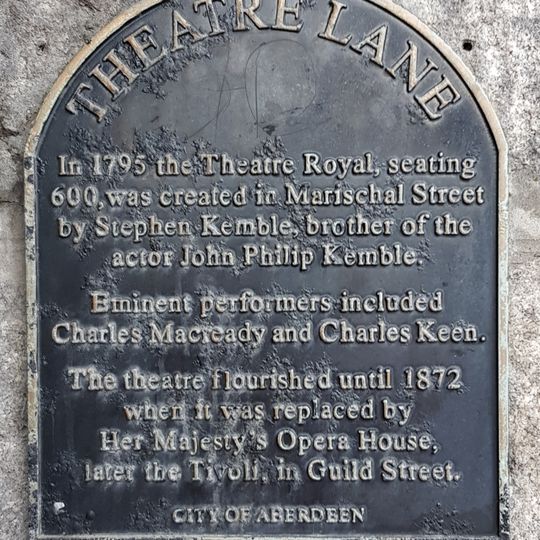 THEATRE LANE
In 1795 the Theatre Royal, seating
600, was created in Marischal Street
by Stephen Kemble, brother of the
actor John Philip Kemble.
Eminent performers included
Charles Macready and Charles Keen.
The theatre flourished until 1872
when it was replaced by
Her Majesty's Opera House,
later the Tivoli, in Guild Street.
CITY OF ABERDEEN